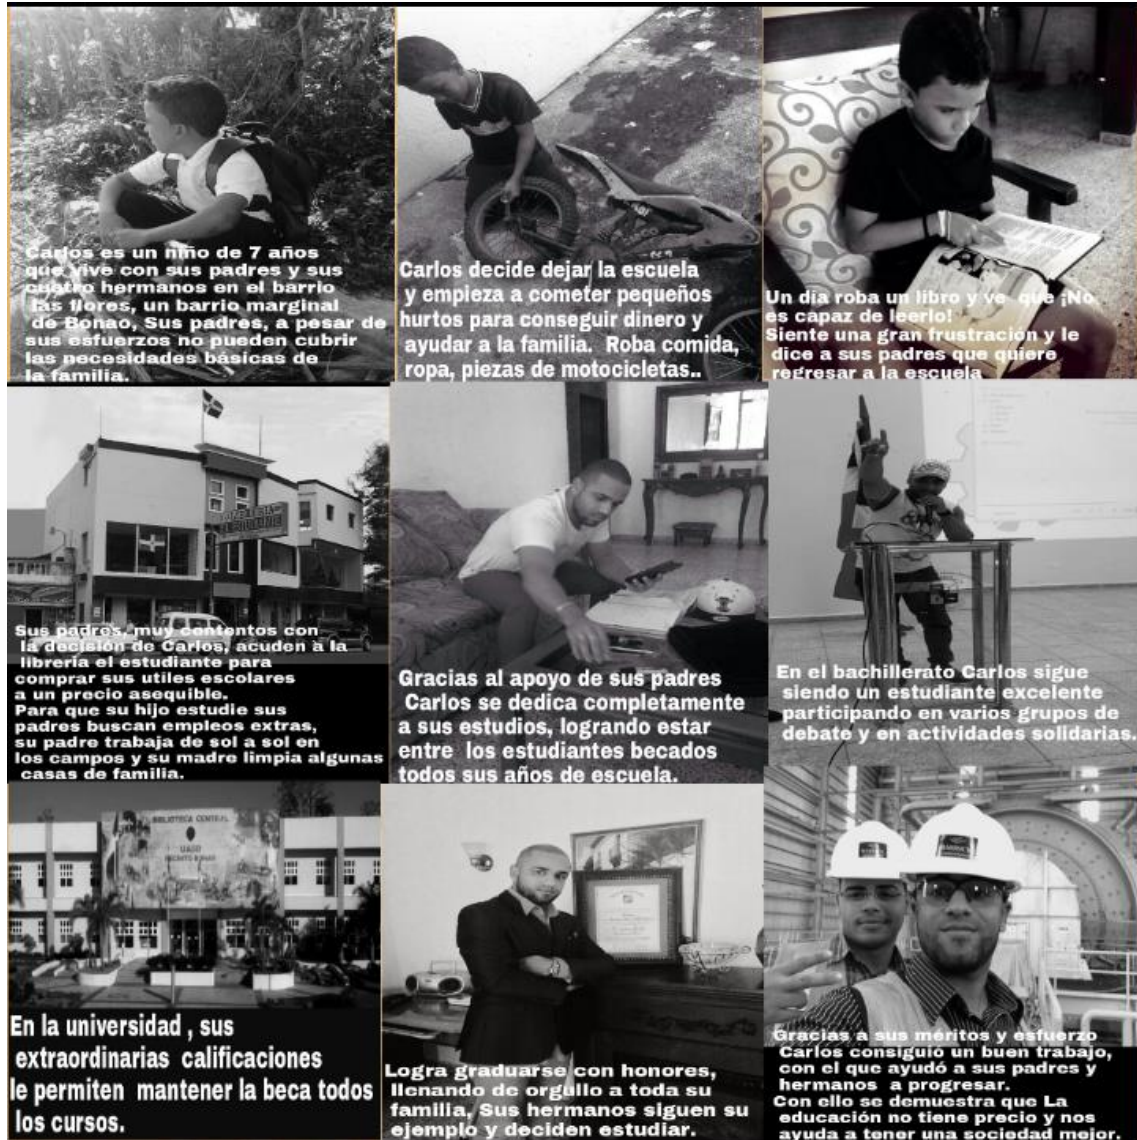 Carlos es un niño de 7 años
que vive con sus padres y sus
cuatro hermanos en el barrio
las flores, un barrio marginal
de Bonao, Sus padres, a pesar de
sus esfuerzos no pueden cubrir
las necesidades básicas de
la familia.
Carlos decide dejar la escuela
y empieza a cometer pequeños
hurtos para conseguir dinero y
ayudar a la familia. Roba comida,
ropa, piezas de motocicletas..
Un día roba un libro y ve que ¡No
es capaz de leerlo!
Siente una gran frustración y le
dice a sus padres que quiere
regresar a la escuela
EL ESTUDIANTE
Sus padres, muy contentos con
la decisión de Carlos, acuden a la
librería el estudiante para
comprar sus utiles escolares
a un precio asequible.
Para que su hijo estudie sus
padres buscan empleos extras,
su padre trabaja de sol a sol en
los campos y su madre limpia algunas
casas de familia.
Gracias al apoyo de sus padres
Carlos se dedica completamente
a sus estudios, logrando estar
entre los estudiantes becados
todos sus años de escuela.
En el bachillerato Carlos sigue
siendo un estudiante excelente
participando en varios grupos de
debate y en actividades solidarias.
BIBLIOTECA CENTRAL
UASD
RECINTO BONAO
En la universidad , sus
extraordinarias calificaciones
le permiten mantener la beca todos
los cursos.
Logra graduarse con honores,
llenando de orgullo a toda su
familia, Sus hermanos siguen su
ejemplo y deciden estudiar.
Gracias a sus méritos y esfuerzo
Carlos consiguió un buen trabajo,
con el que ayudó a sus padres y
hermanos a progresar.
Con ello se demuestra que La
educación no tiene precio y nos
ayuda a tener una sociedad mejor.